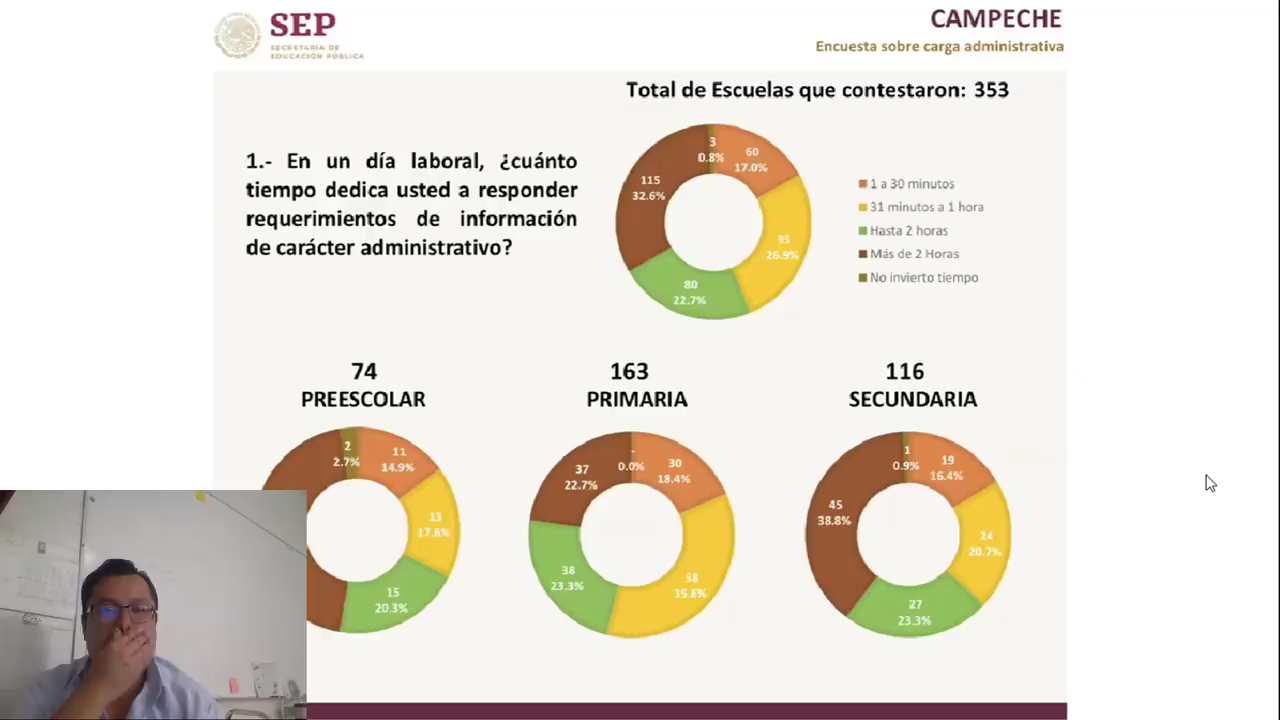 SEP
SECRETARÍA DE
EDUCACIÓN PÚBLICA
CAMPECHE
Encuesta sobre carga administrativa
Total de Escuelas que contestaron: 353
1.- En un día laboral, ¿cuánto
tiempo dedica usted a responder
requerimientos de información
de carácter administrativo?
3
0.8%
60
17.0%
95
26.9%
80
22.7%
115
32.6%
1 a 30 minutos
31 minutos a 1 hora
Hasta 2 horas
Más de 2 Horas
No invierto tiempo
74
PREESCOLAR
2
2.7%
11
14.9%
13
17.6%
15
20.3%
163
PRIMARIA
-
0.0%
30
18.4%
58
35.6%
38
23.3%
37
22.7%
116
SECUNDARIA
1
0.9%
19
16.4%
24
20.7%
27
23.3%
45
38.8%